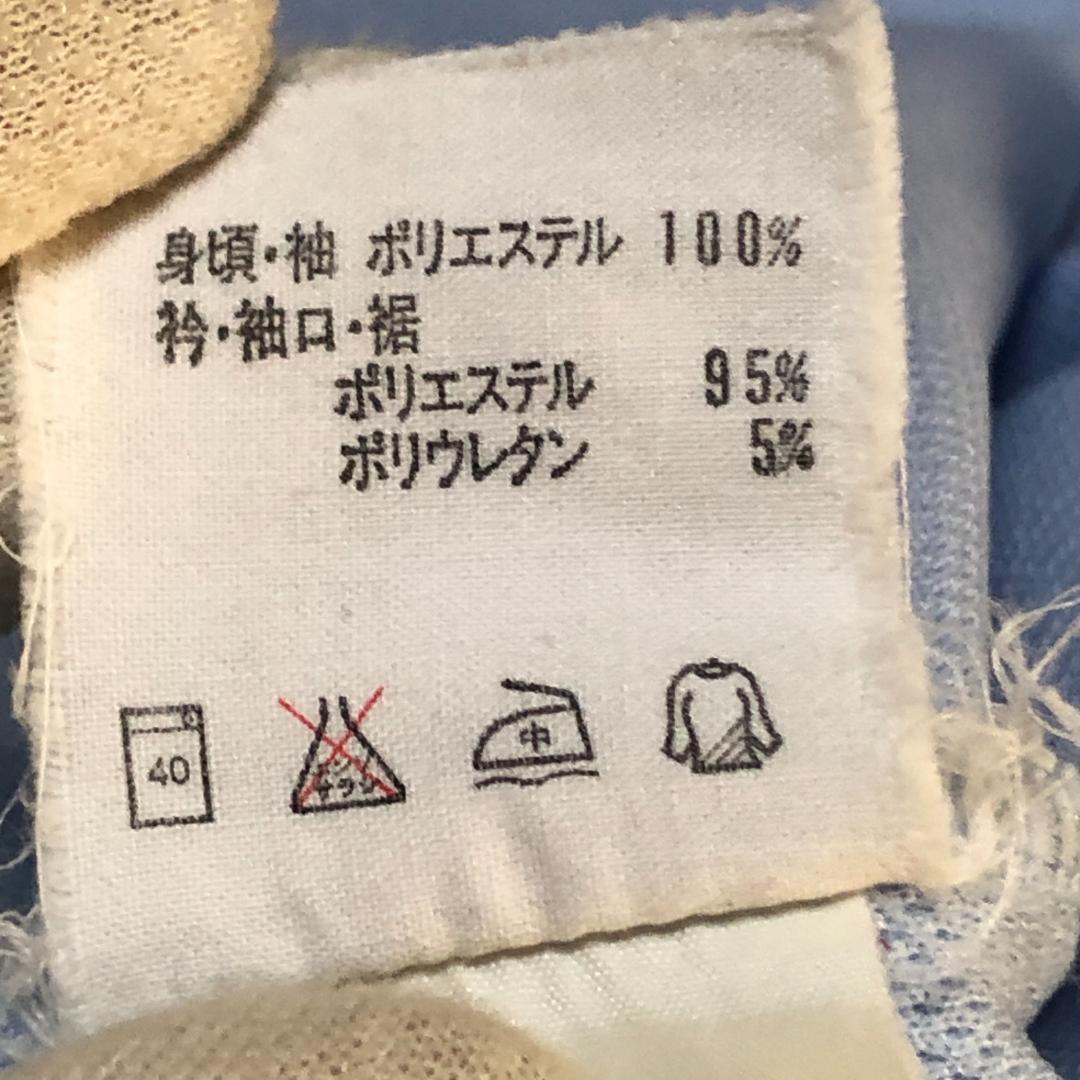 身頃・袖 ポリエステル 100%
衿・袖口・裾
ポリエステル 95%
ポリウレタン 5%
40
中